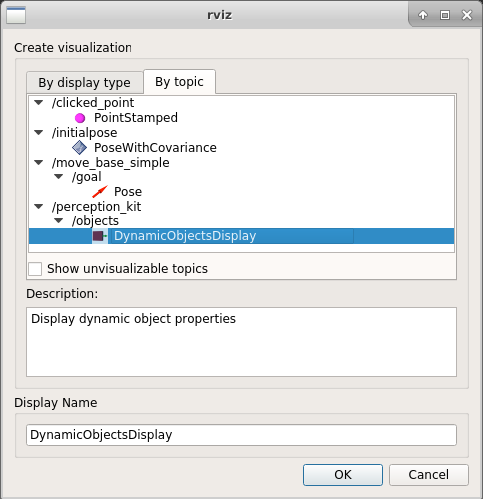 rviz
Create visualization
By display type
By topic
/clicked_point
PointStamped
/initialpose
PoseWithCovariance
/move_base_simple
/goal
Pose
/perception_kit
/objects
DynamicObjectsDisplay
Show unvisualizable topics
Description:
Display dynamic object properties
Display Name
DynamicObjectsDisplay
OK
Cancel